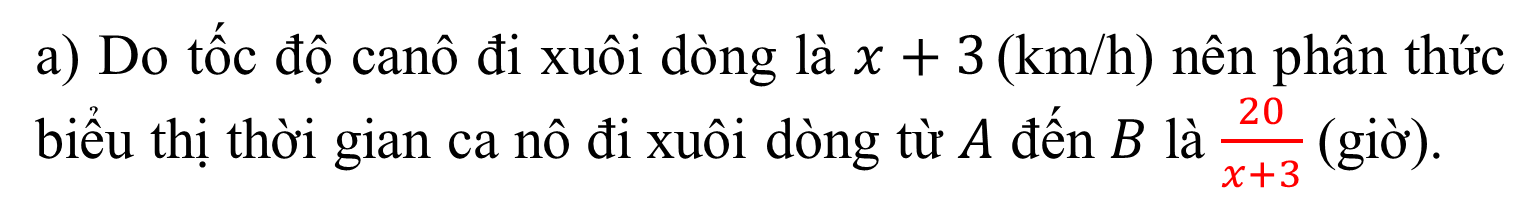 a) Do tốc độ canô đi xuôi dòng là x + 3 (km/h) nên phân thức
biểu thị thời gian ca nô đi xuôi dòng từ A đến B là \frac{20}{x+3} (giờ).